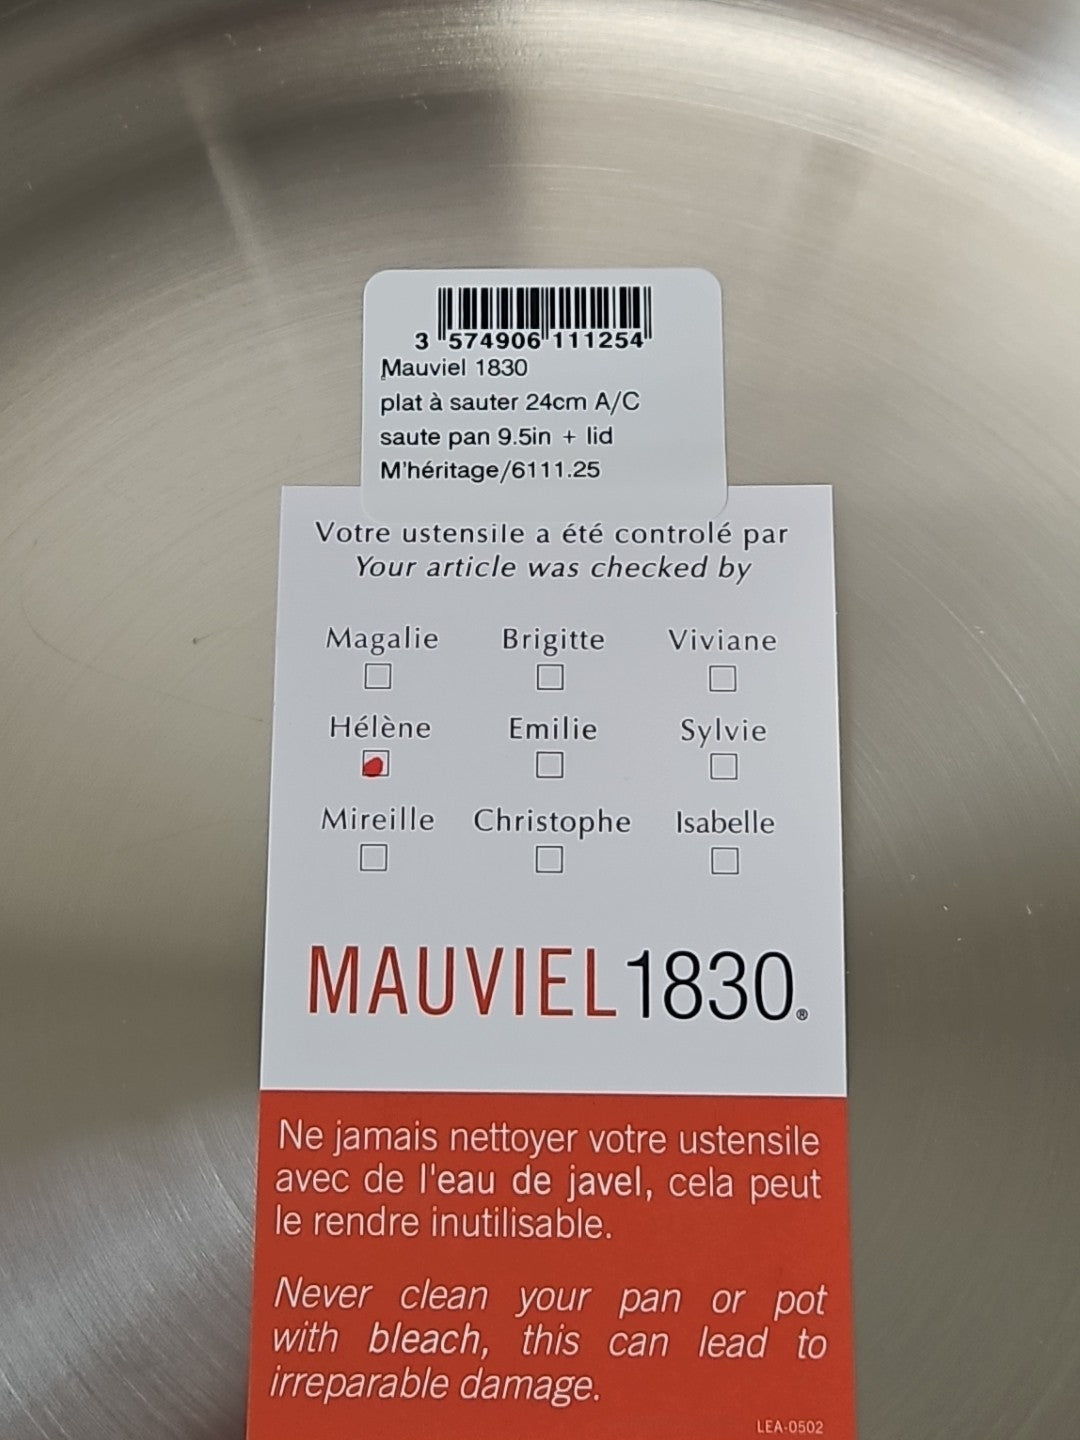 3 574906 111254
Mauviel 1830
plat à sauter 24cm A/C
saute pan 9.5in + lid
M'héritage/6111.25
Votre ustensile a été controlé par
Your article was checked by
Magalie Brigitte Viviane
Hélène Emilie Sylvie
Mireille Christophe Isabelle
MAUVIEL1830®
Ne jamais nettoyer votre ustensile
avec de l'eau de javel, cela peut
le rendre inutilisable.
Never clean your pan or pot
with bleach, this can lead to
irreparable damage.
LEA-0502